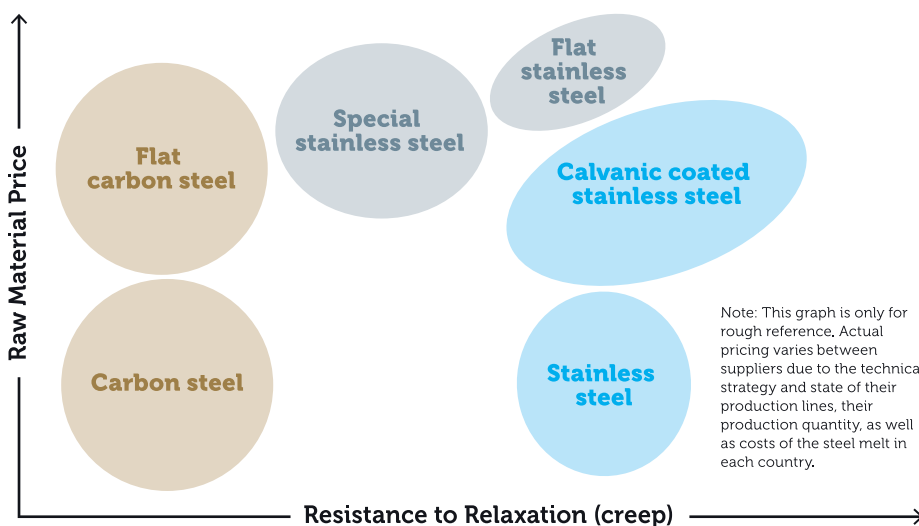 Raw Material Price
Flat
carbon steel
Special
stainless steel
Flat
stainless
steel
Calvanic coated
stainless steel
Carbon steel
Stainless
steel
Note: This graph is only for
rough reference. Actual
pricing varies between
suppliers due to the technica
strategy and state of their
production lines, their
production quantity, as well
as costs of the steel melt in
each country.
Resistance to Relaxation (creep)